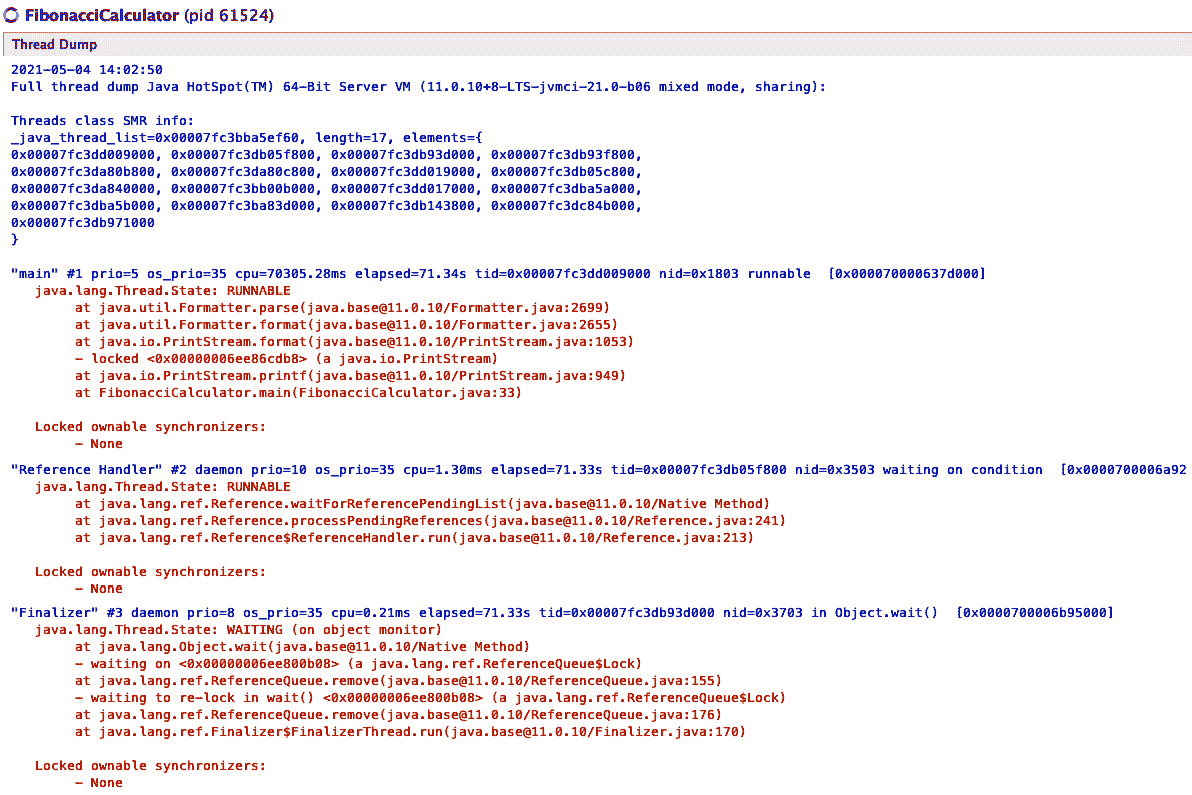 FibonacciCalculator (pid 61524)
Thread Dump
2021-05-04 14:02:50
Full thread dump Java HotSpot(TM) 64-Bit Server VM (11.0.10+8-LTS-jvmci-21.0-b06 mixed mode, sharing):
Threads class SMR info:
_java_thread_list=0x00007fc3bba5ef60, length=17, elements={
0x00007fc3dd009000, 0x00007fc3db05f800, 0x00007fc3db93d000, 0x00007fc3db93f800,
0x00007fc3da80b800, 0x00007fc3da80c800, 0x00007fc3dd019000, 0x00007fc3db05c800,
0x00007fc3da840000, 0x00007fc3bb00b000, 0x00007fc3dd017000, 0x00007fc3dba5a000,
0x00007fc3dba5b000, 0x00007fc3ba83d000, 0x00007fc3db143800, 0x00007fc3dc84b000,
0x00007fc3db971000
}
"main" #1 prio=5 os_prio=35 cpu=70305.28ms elapsed=71.34s tid=0x00007fc3dd009000 nid=0x1803 runnable  [0x000070000637d000]
java.lang.Thread.State: RUNNABLE
at java.util.Formatter.parse(java.base@11.0.10/Formatter.java:2699)
at java.util.Formatter.format(java.base@11.0.10/Formatter.java:2655)
at java.io.PrintStream.format(java.base@11.0.10/PrintStream.java:1053)
- locked <0x00000006ee86cdb8> (a java.io.PrintStream)
at java.io.PrintStream.printf(java.base@11.0.10/PrintStream.java:949)
at FibonacciCalculator.main(FibonacciCalculator.java:33)
Locked ownable synchronizers:
- None
"Reference Handler" #2 daemon prio=10 os_prio=35 cpu=1.30ms elapsed=71.33s tid=0x00007fc3db05f800 nid=0x3503 waiting on condition  [0x0000700006a92
java.lang.Thread.State: RUNNABLE
at java.lang.ref.Reference.waitForReferencePendingList(java.base@11.0.10/Native Method)
at java.lang.ref.Reference.processPendingReferences(java.base@11.0.10/Reference.java:241)
at java.lang.ref.Reference$ReferenceHandler.run(java.base@11.0.10/Reference.java:213)
Locked ownable synchronizers:
- None
"Finalizer" #3 daemon prio=8 os_prio=35 cpu=0.21ms elapsed=71.33s tid=0x00007fc3db93d000 nid=0x3703 in Object.wait()  [0x0000700006b95000]
java.lang.Thread.State: WAITING (on object monitor)
at java.lang.Object.wait(java.base@11.0.10/Native Method)
- waiting on <0x00000006ee800b08> (a java.lang.ref.ReferenceQueue$Lock)
at java.lang.ref.ReferenceQueue.remove(java.base@11.0.10/ReferenceQueue.java:155)
- waiting to re-lock in wait() <0x00000006ee800b08> (a java.lang.ref.ReferenceQueue$Lock)
at java.lang.ref.ReferenceQueue.remove(java.base@11.0.10/ReferenceQueue.java:176)
at java.lang.ref.Finalizer$FinalizerThread.run(java.base@11.0.10/Finalizer.java:170)
Locked ownable synchronizers:
- None